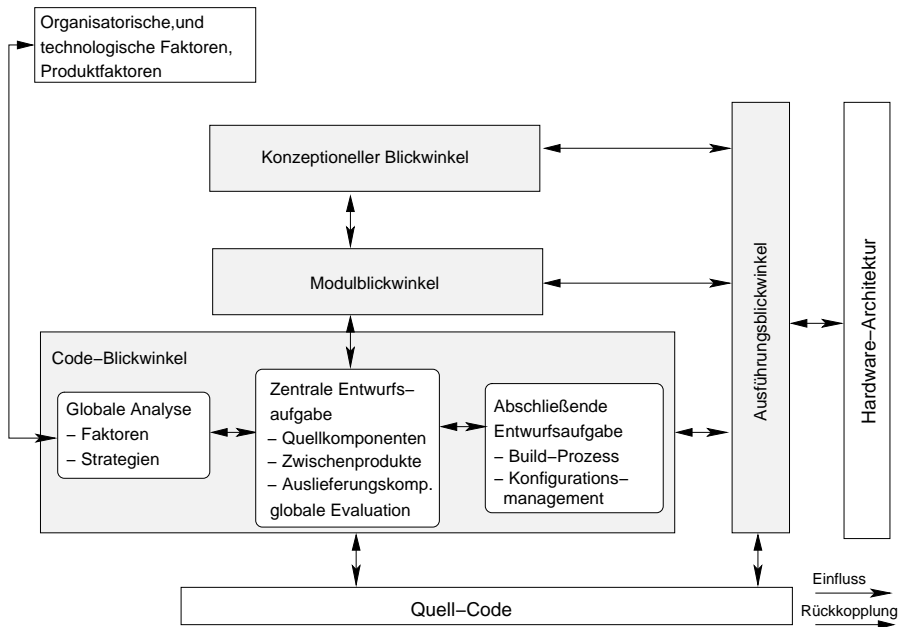 Organisatorische,und
technologische Faktoren,
Produktfaktoren
Konzeptioneller Blickwinkel
Modulblickwinkel
Code−Blickwinkel
Globale Analyse
− Faktoren
− Strategien
Zentrale Entwurfs−
aufgabe
− Quellkomponenten
− Zwischenprodukte
− Auslieferungskomp.
globale Evaluation
Abschließende
Entwurfsaufgabe
− Build−Prozess
− Konfigurations−
management
Ausführungsblickwinkel
Hardware−Architektur
Quell−Code
Einfluss
Rückkopplung